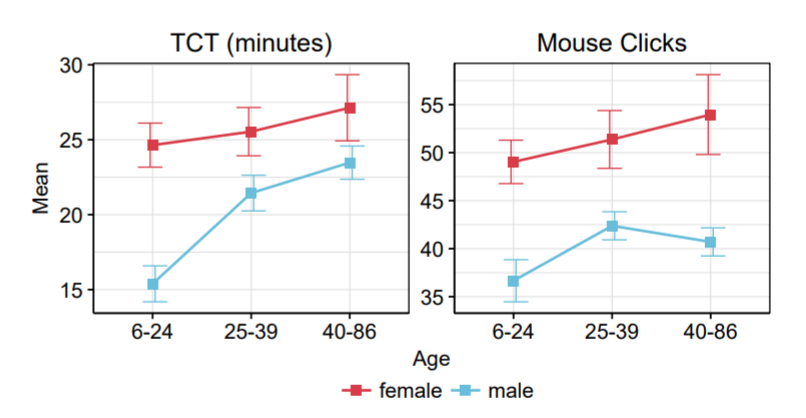 TCT (minutes)
Mouse Clicks
Mean
30
25
20
15
55
50
45
40
35
6-24 25-39 40-86
6-24 25-39 40-86
Age
female male